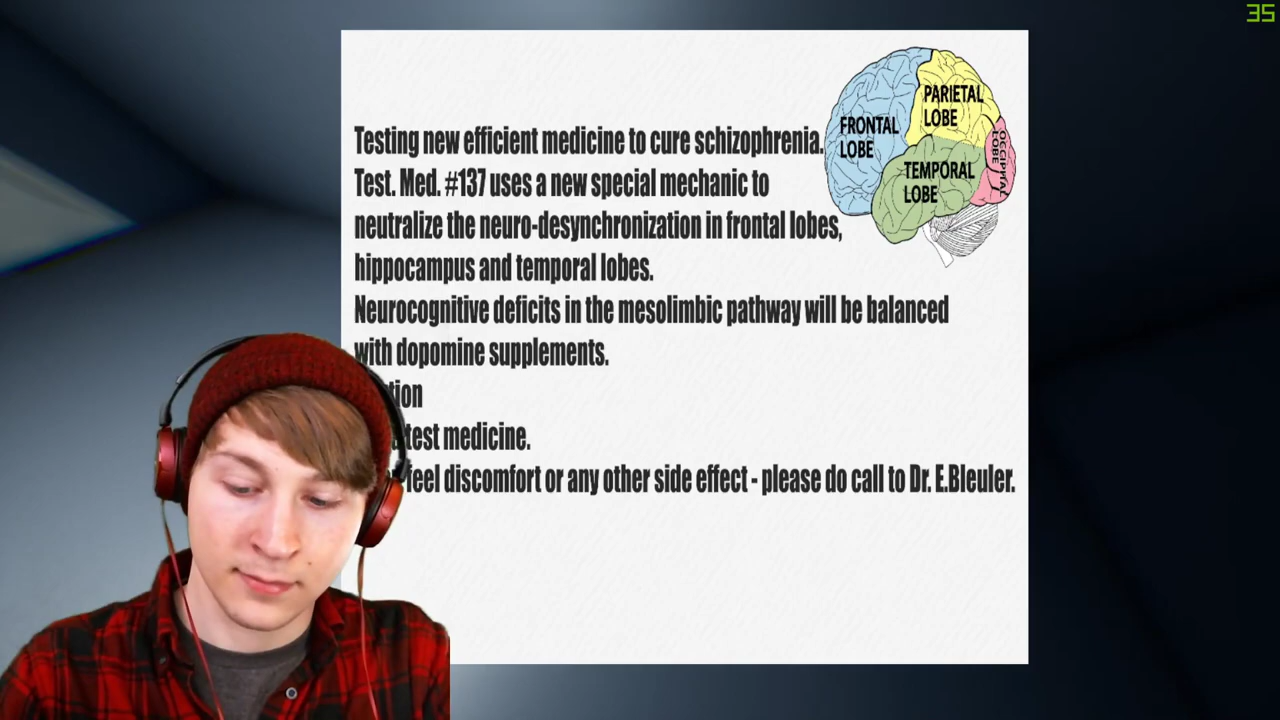 35
Testing new efficient medicine to cure schizophrenia.
Test. Med. #137 uses a new special mechanic to
neutralize the neuro-desynchronization in frontal lobes,
hippocampus and temporal lobes.
Neurocognitive deficits in the mesolimbic pathway will be balanced
with dopomine supplements.
tion
test medicine.
feel discomfort or any other side effect - please do call to Dr. E.Bleuler.
FRONTAL
LOBE
PARIETAL
LOBE
TEMPORAL
LOBE
OCCIPITAL
LOBE